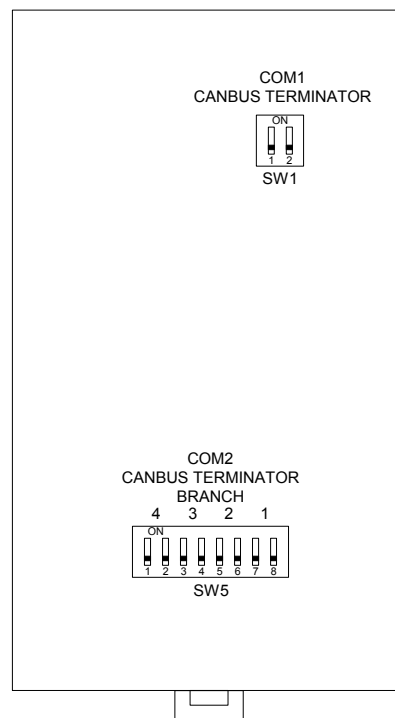 COM1
CANBUS TERMINATOR
ON
1 2
SW1
COM2
CANBUS TERMINATOR
BRANCH
4 3 2 1
ON
1 2 3 4 5 6 7 8
SW5